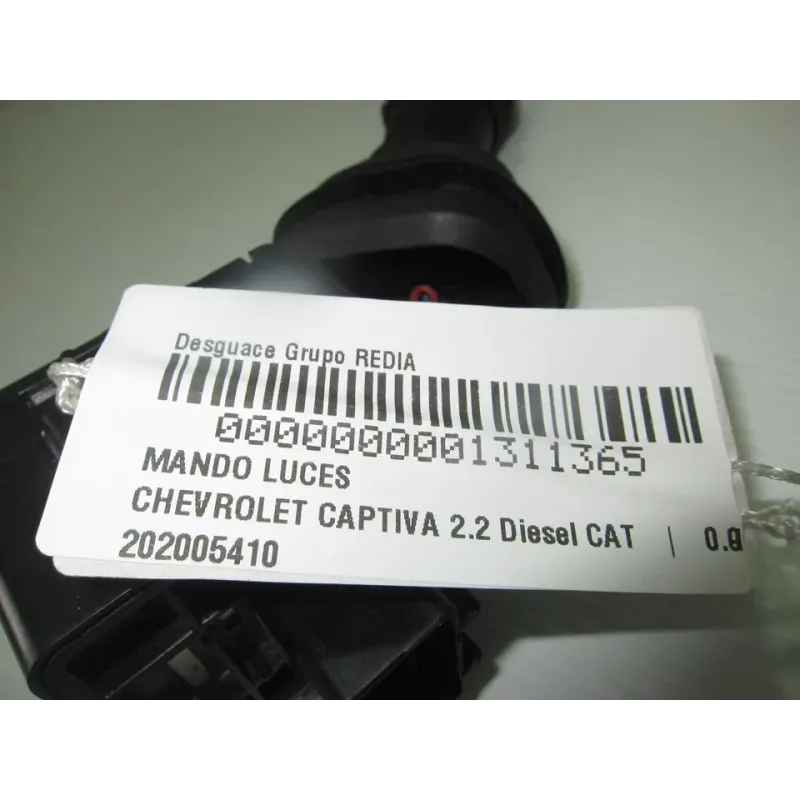 Desguace Grupo REDIA
0000000001311365
MANDO LUCES
CHEVROLET CAPTIVA 2.2 Diesel CAT |
202005410